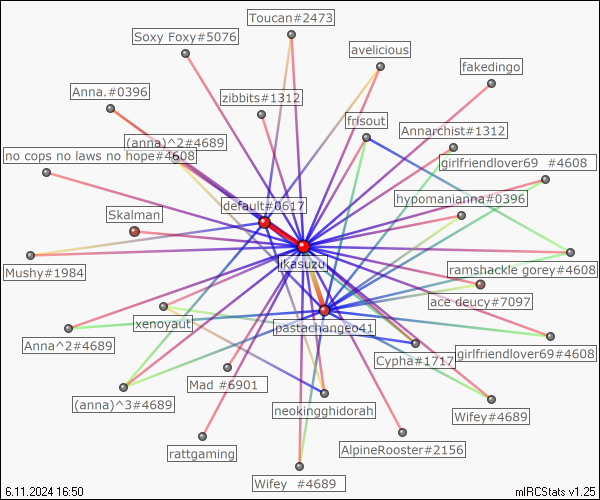 Toucan#2473
Soxy Foxy#5076
avelicious
fakedingo
Anna.#0396
zibbits#1312
frisout
Annarchist#1312
(anna)^2#4689
no cops no laws no hope#4608
girlfriendlover69 #4608
hypomanianna#0396
default#0617
Skalman
ikasuzu
Mushy#1984
ramshackle gorey#4608
ace deucy#7097
xenoyaut
pastachange041
Anna^2#4689
Cypha#1717
girlfriendlover69#4608
Mad #6901
(anna)^3#4689
neokingghidorah
Wifey#4689
rattgaming
AlpineRooster#2156
Wifey #4689
6.11.2024 16:50
mIRCStats v1.25